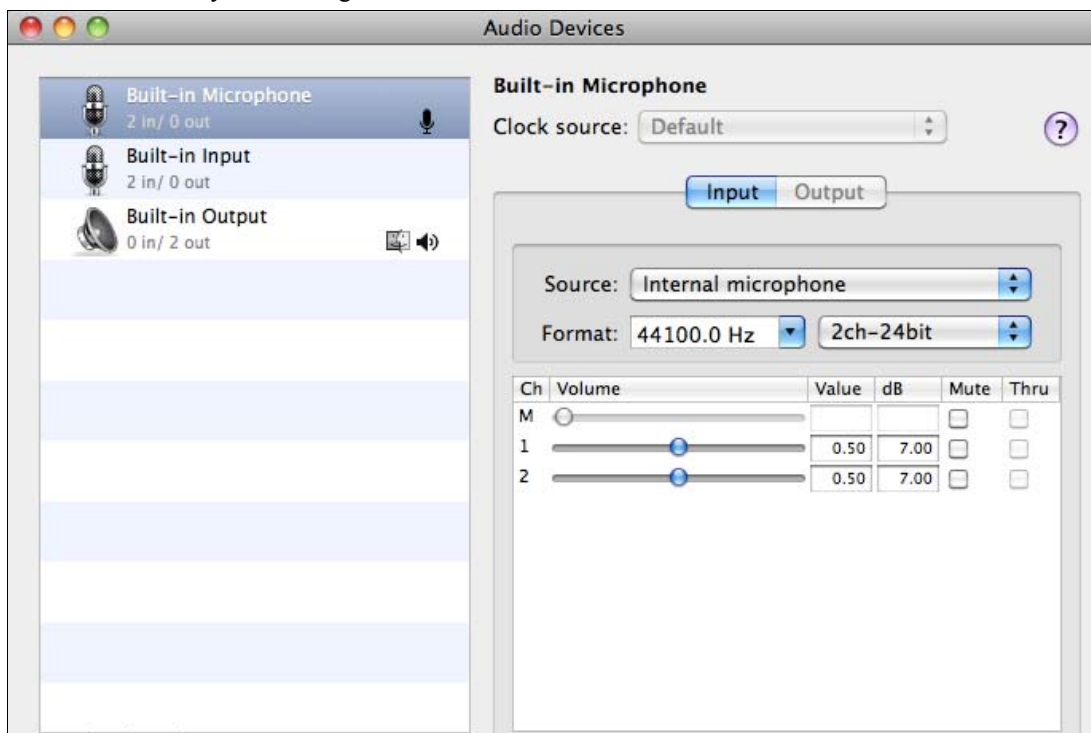 Audio Devices
Built-in Microphone
2 in/ 0 out
Built-in Input
2 in/ 0 out
Built-in Output
0 in/ 2 out
Built-in Microphone
Clock source: Default
?
Input Output
Source: Internal microphone
Format: 44100.0 Hz 2ch-24bit
Ch Volume Value dB Mute Thru
M
1 0.50 7.00
2 0.50 7.00